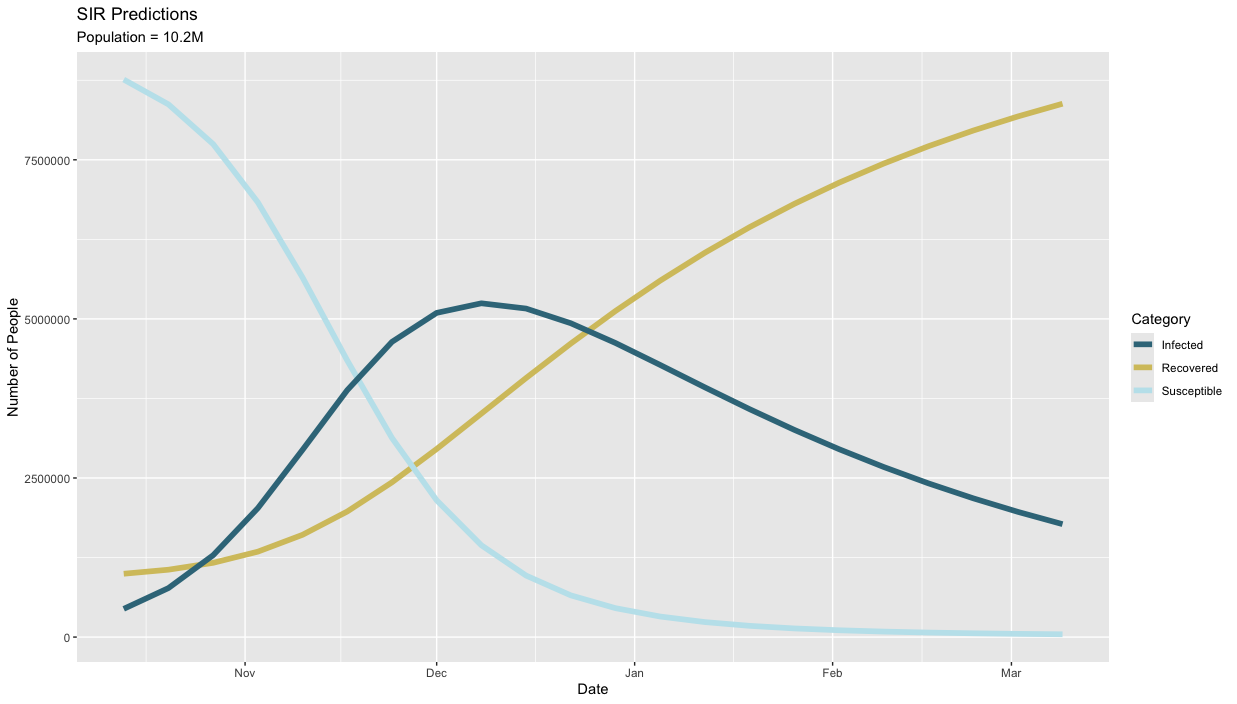 SIR Predictions
Population = 10.2M
Number of People
7500000
5000000
2500000
0
Nov
Dec
Jan
Feb
Mar
Date
Category
Infected
Recovered
Susceptible